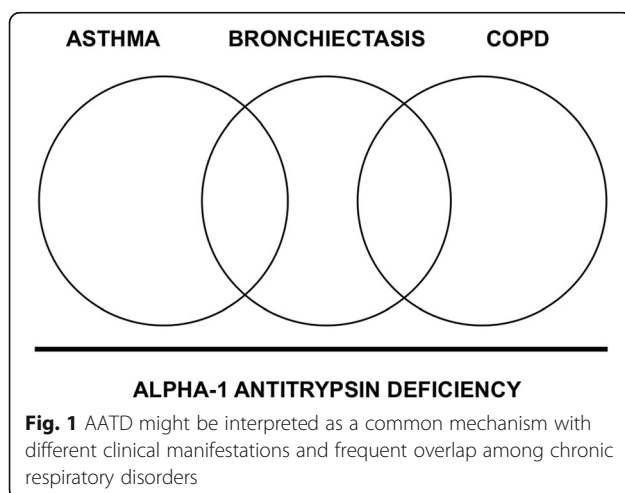 ASTHMA BRONCHIECTASIS COPD
ALPHA-1 ANTITRYPSIN DEFICIENCY
Fig. 1 AATD might be interpreted as a common mechanism with
different clinical manifestations and frequent overlap among chronic
respiratory disorders